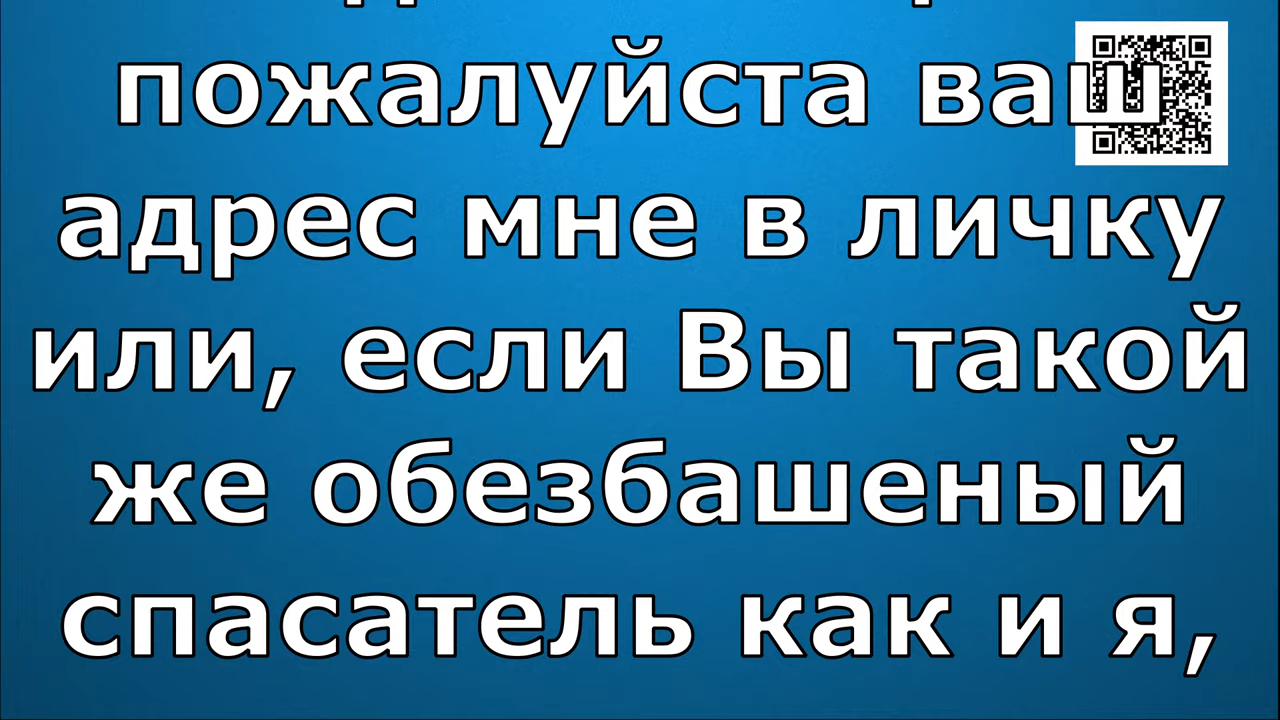 пожалуйста ваш
адрес мне в личку
или, если Вы такой
же обезбашеный
спасатель как и я,